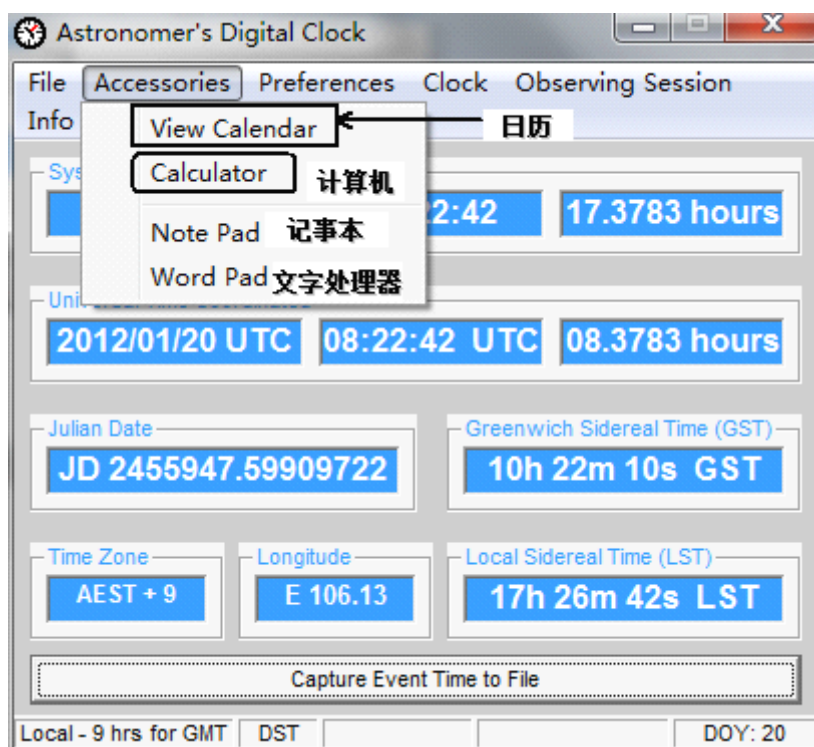 Astronomer's Digital Clock
File Accessories Preferences Clock Observing Session
Info
View Calendar 日历
Calculator 计算机
Note Pad 记事本
Word Pad 文字处理器
Sys
2:42 17.3783 hours
Uni
2012/01/20 UTC 08:22:42 UTC 08.3783 hours
Julian Date Greenwich Sidereal Time (GST)
JD 2455947.59909722 10h 22m 10s GST
Time Zone Longitude Local Sidereal Time (LST)
AEST + 9 E 106.13 17h 26m 42s LST
Capture Event Time to File
Local - 9 hrs for GMT DST DOY: 20